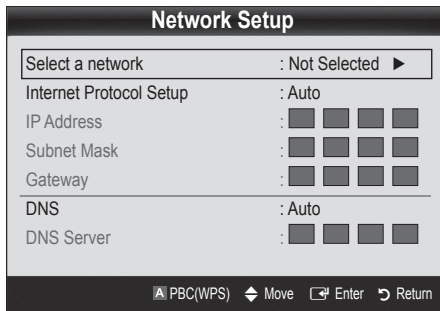 Network Setup
Select a network : Not Selected ▶
Internet Protocol Setup : Auto
IP Address :
Subnet Mask :
Gateway :
DNS : Auto
DNS Server :
A PBC(WPS) Move Enter Return